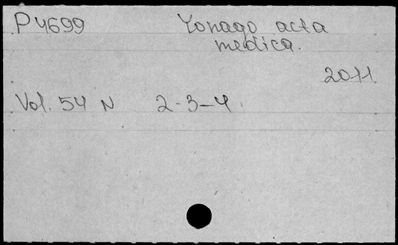 P4699 Yonago acta
medica.
2011
Vol. 54 N 2-3-4.